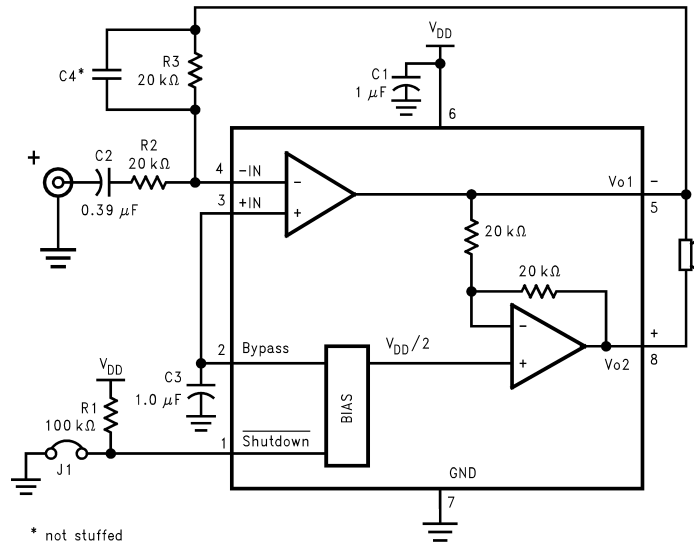 V_DD
C1
1 μF
6
R3
20 kΩ
C4*
+
C2
0.39 μF
R2
20 kΩ
4
-IN
3
+IN
-
+
Vo1
-
5
20 kΩ
20 kΩ
-
+
+
8
Vo2
2
Bypass
V_DD/2
BIAS
C3
1.0 μF
V_DD
R1
100 kΩ
1
Shutdown
J1
GND
7
* not stuffed